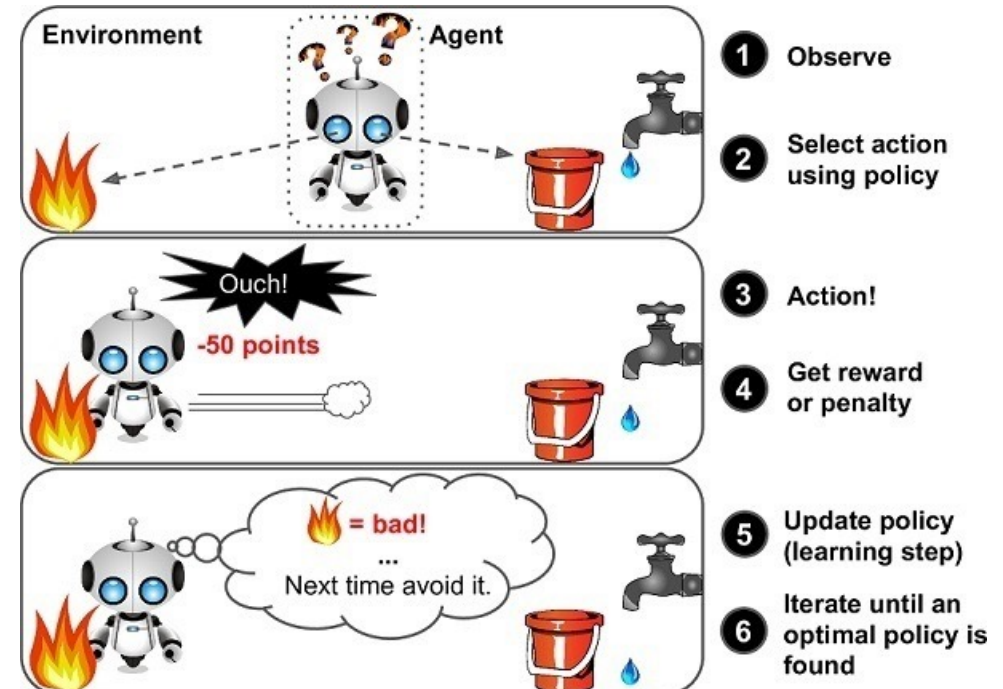 Environment
Agent
? ? ?
1 Observe
2 Select action
using policy
Ouch!
-50 points
3 Action!
4 Get reward
or penalty
= bad!
...
Next time avoid it.
5 Update policy
(learning step)
6 Iterate until an
optimal policy is
found